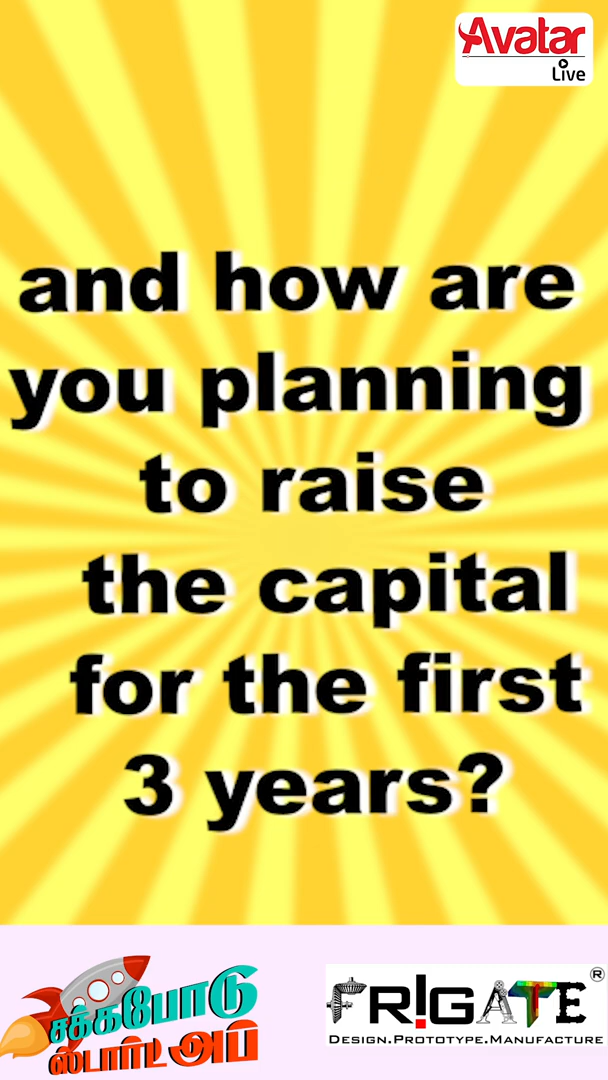 Avatar
Live
and how are
you planning
to raise
the capital
for the first
3 years?
சக்கபோடு
ஸ்டார்ட் அப்
FR!GATE®
DESIGN.PROTOTYPE.MANUFACTURE